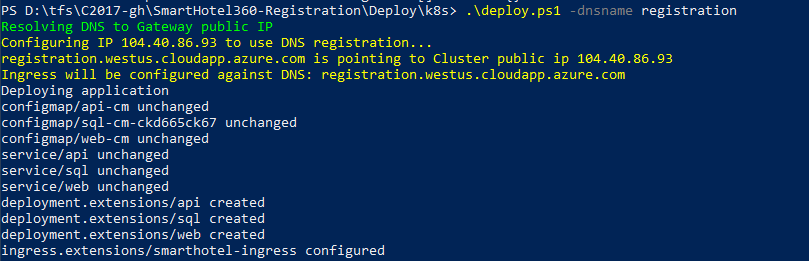 PS D:\tfs\C2017-gh\SmartHotel360-Registration\Deploy\k8s> .\deploy.ps1 -dnsname registration
Resolving DNS to Gateway public IP
Configuring IP 104.40.86.93 to use DNS registration...
registration.westus.cloudapp.azure.com is pointing to Cluster public ip 104.40.86.93
Ingress will be configured against DNS: registration.westus.cloudapp.azure.com
Deploying application
configmap/api-cm unchanged
configmap/sql-cm-ckd665ck67 unchanged
configmap/web-cm unchanged
service/api unchanged
service/sql unchanged
service/web unchanged
deployment.extensions/api created
deployment.extensions/sql created
deployment.extensions/web created
ingress.extensions/smarthotel-ingress configured